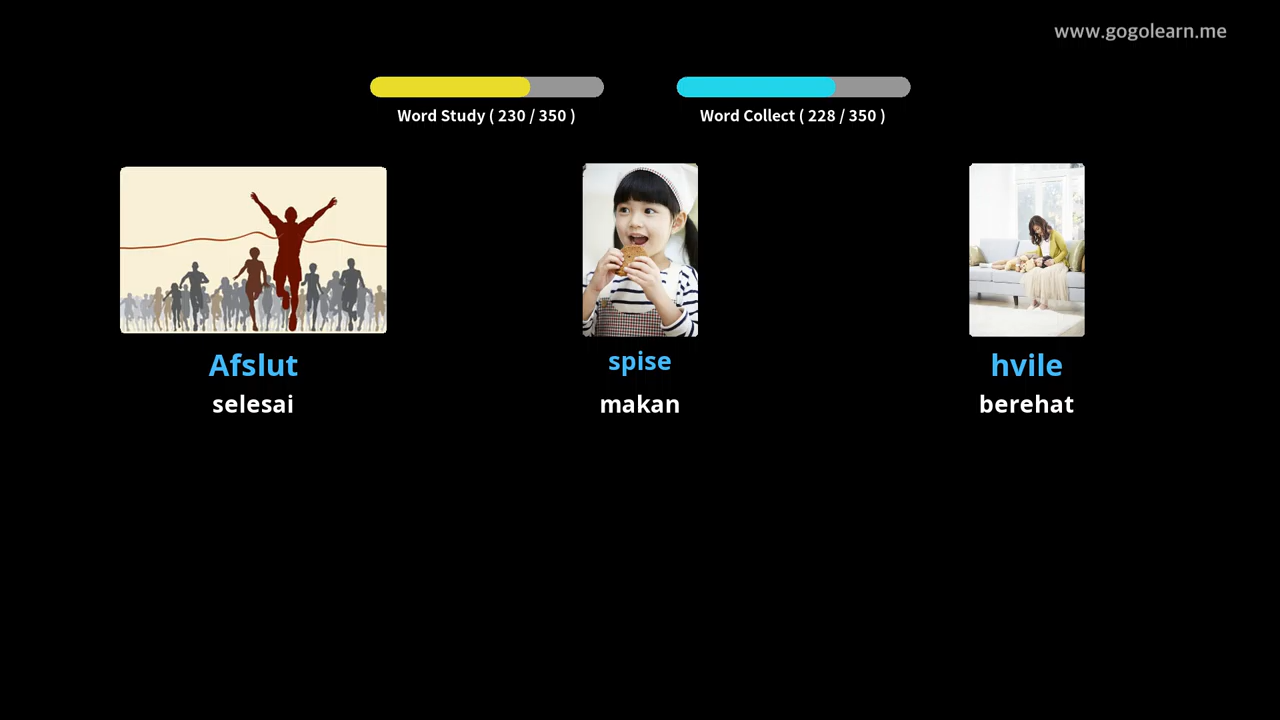 www.gogolearn.me
Word Study ( 230 / 350 )
Word Collect ( 228 / 350 )
Afslut
spise
hvile
selesai
makan
berehat